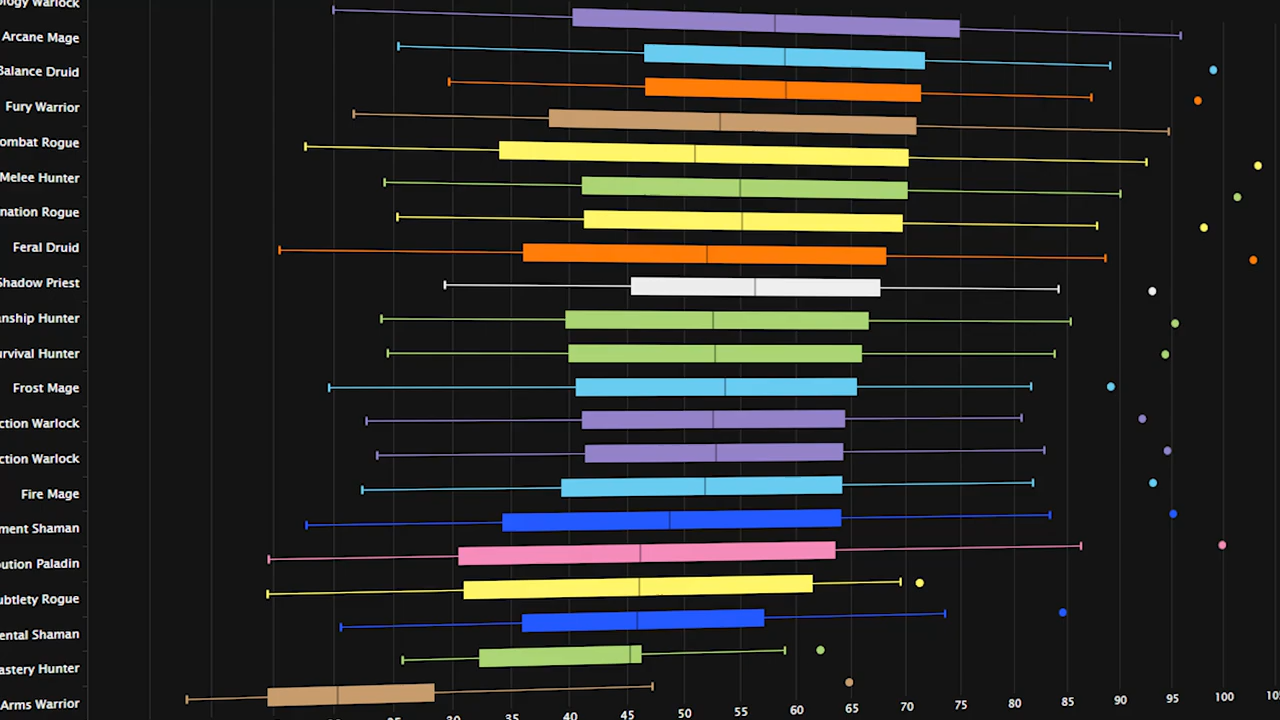 ology Warlock
Arcane Mage
Balance Druid
Fury Warrior
ombat Rogue
Melee Hunter
nation Rogue
Feral Druid
Shadow Priest
anship Hunter
urvival Hunter
Frost Mage
ction Warlock
ction Warlock
Fire Mage
ment Shaman
oution Paladin
ubtlety Rogue
ental Shaman
astery Hunter
Arms Warrior
30 35 40 45 50 55 60 65 70 75 80 85 90 95 100